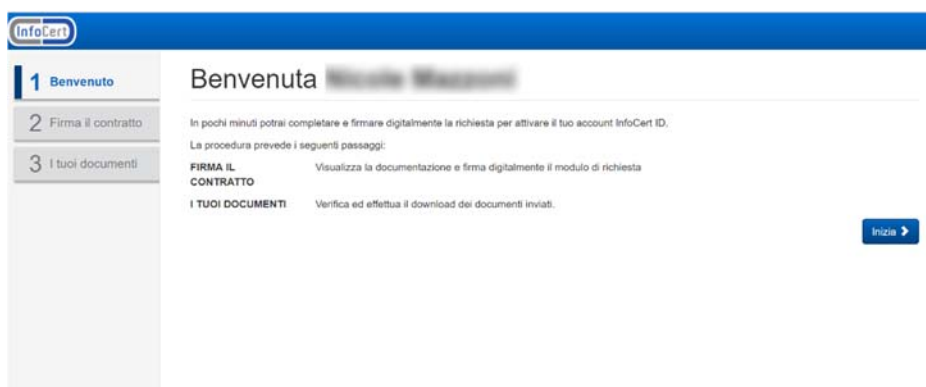 InfoCert
1 Benvenuto
2 Firma il contratto
3 I tuoi documenti
Benvenuta
In pochi minuti potrai completare e firmare digitalmente la richiesta per attivare il tuo account InfoCert ID.
La procedura prevede i seguenti passaggi:
FIRMA IL
CONTRATTO
Visualizza la documentazione e firma digitalmente il modulo di richiesta
I TUOI DOCUMENTI Verifica ed effettua il download dei documenti inviati.
Inizia